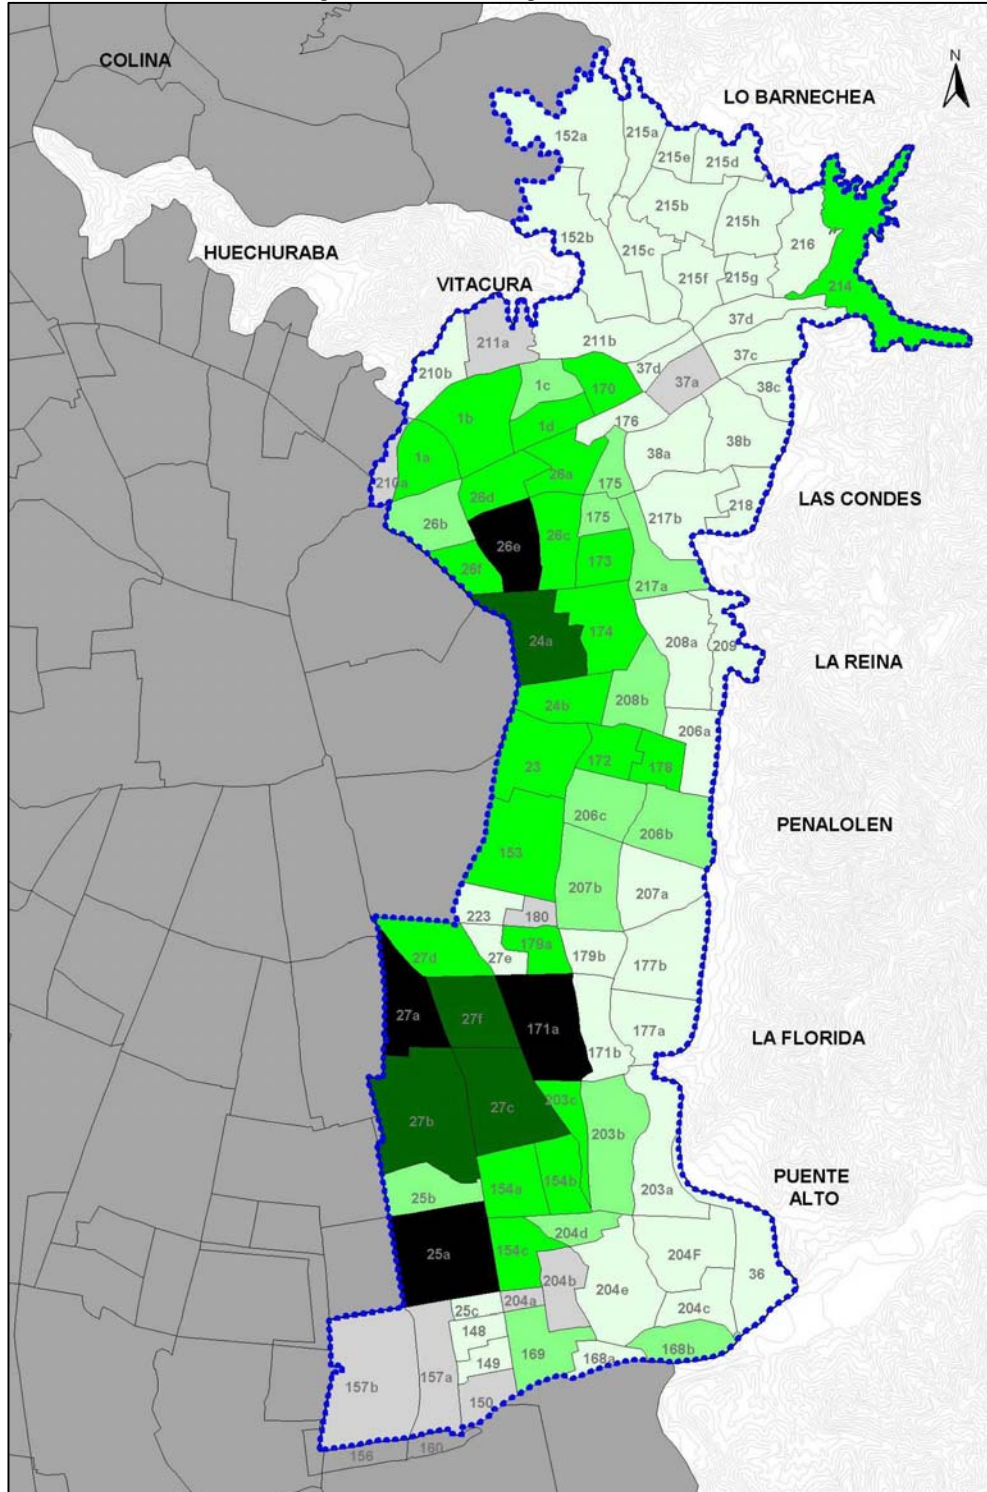 COLINA
N
LO BARNECHEA
152a
215a
215e
215d
215b
215h
HUECHURABA
152b
215c
216
VITACURA
215f
215g
214
37d
211a
211b
37c
210b
37d
37a
1c
170
38c
1b
1d
176
38b
1a
38a
26a
210a
26d
175
LAS CONDES
218
26b
175
217b
26c
26e
26f
173
217a
174
24a
208a
209
LA REINA
24b
208b
206a
23
172
178
206c
PENALOLEN
206b
153
207b
207a
223
180
179a
27d
27e
179b
177b
27a
27f
171a
177a
LA FLORIDA
171b
203c
27c
27b
203b
PUENTE
ALTO
154a
154b
203a
25b
204d
25a
154c
204F
204b
36
204e
25c
204a
204c
148
169
168b
149
168a
157a
157b
150
160
156